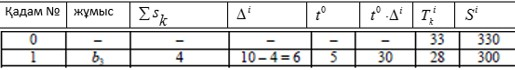 Қадам № жұмыс ∑ s_k Δ^i t^0 t^0 · Δ^i T_k^i S^i
0 – – – – – 33 330
1 b_3 4 10 – 4 = 6 5 30 28 300